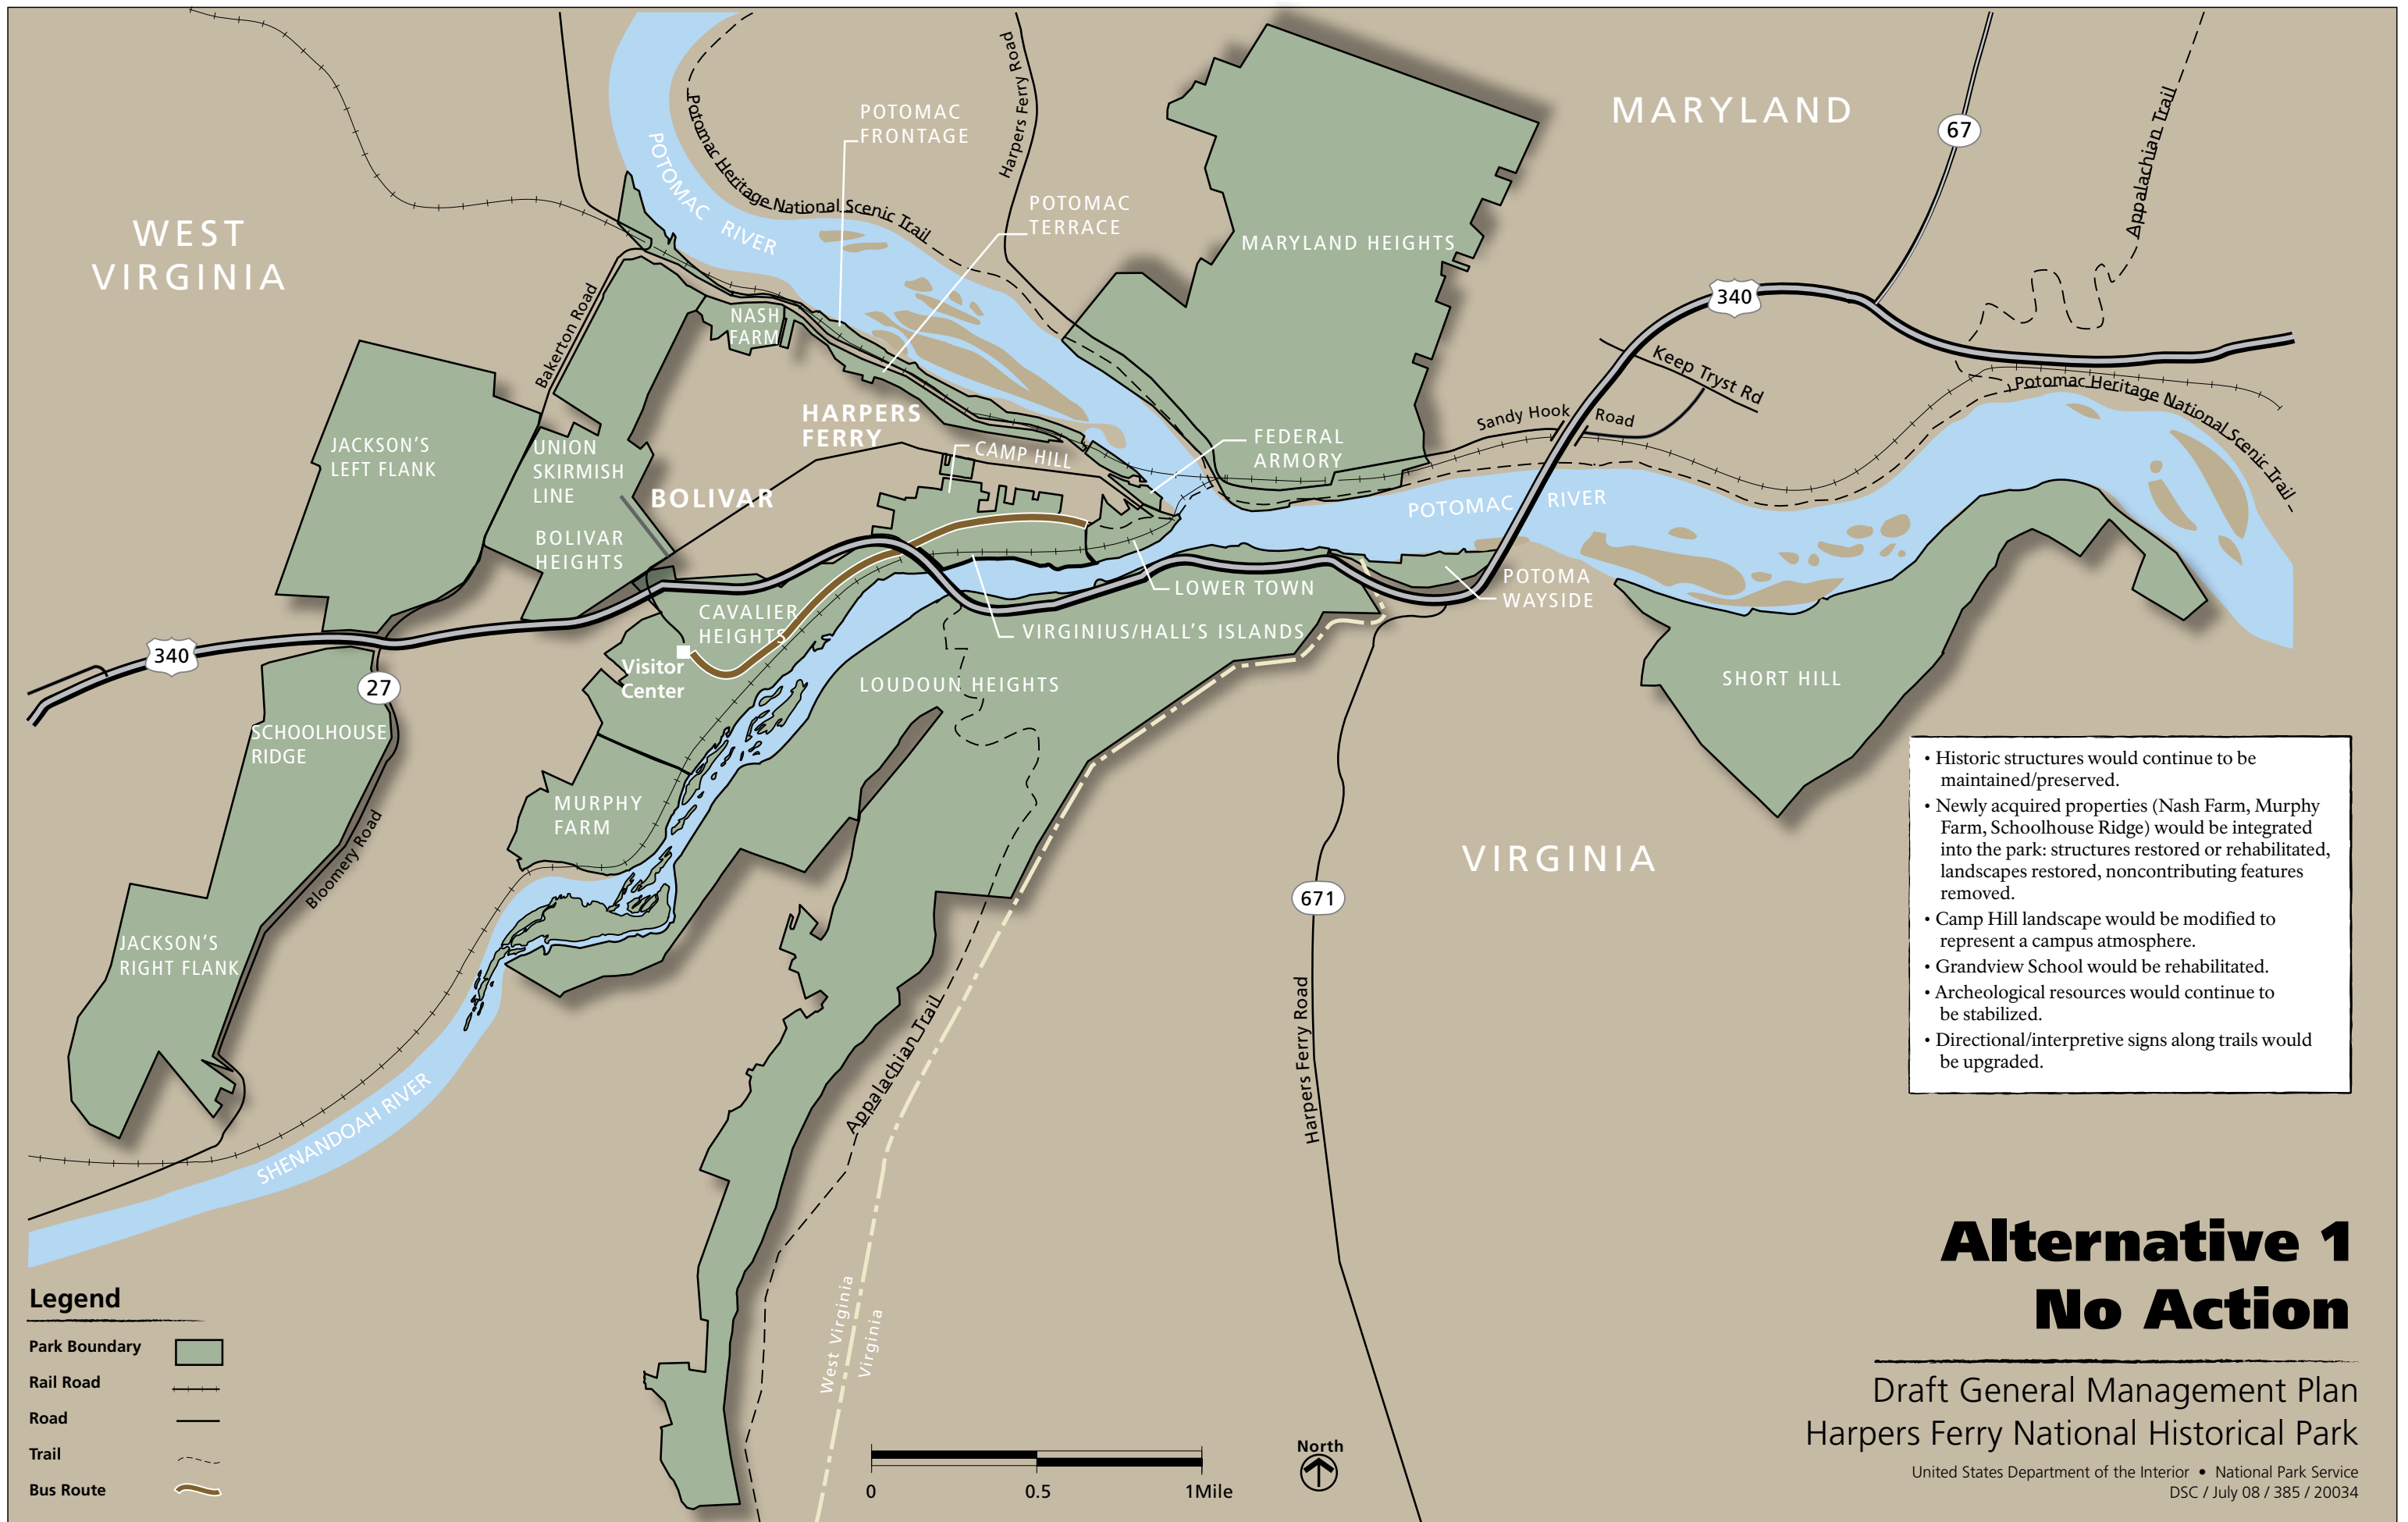 POTOMAC
FRONTAGE
Harpers Ferry Road
MARYLAND
67
Appalachian Trail
POTOMAC RIVER
Potomac Heritage National Scenic Trail
POTOMAC
TERRACE
WEST
VIRGINIA
MARYLAND HEIGHTS
340
Bakerton Road
NASH
FARM
Keep Tryst Rd
Potomac Heritage National Scenic Trail
HARPERS
FERRY
Sandy Hook Road
JACKSON'S
LEFT FLANK
UNION
SKIRMISH
LINE
CAMP HILL
FEDERAL
ARMORY
BOLIVAR
POTOMAC RIVER
BOLIVAR
HEIGHTS
LOWER TOWN
POTOMA
WAYSIDE
CAVALIER
HEIGHTS
VIRGINIUS/HALL'S ISLANDS
340
Visitor
Center
27
LOUDOUN HEIGHTS
SHORT HILL
SCHOOLHOUSE
RIDGE
MURPHY
FARM
Bloomery Road
VIRGINIA
671
JACKSON'S
RIGHT FLANK
Appalachian Trail
Harpers Ferry Road
SHENANDOAH RIVER
West Virginia
Virginia
• Historic structures would continue to be
maintained/preserved.
• Newly acquired properties (Nash Farm, Murphy
Farm, Schoolhouse Ridge) would be integrated
into the park: structures restored or rehabilitated,
landscapes restored, noncontributing features
removed.
• Camp Hill landscape would be modified to
represent a campus atmosphere.
• Grandview School would be rehabilitated.
• Archeological resources would continue to
be stabilized.
• Directional/interpretive signs along trails would
be upgraded.
Legend
Park Boundary
Rail Road
Road
Trail
Bus Route
0 0.5 1Mile
North
Alternative 1
No Action
Draft General Management Plan
Harpers Ferry National Historical Park
United States Department of the Interior • National Park Service
DSC / July 08 / 385 / 20034